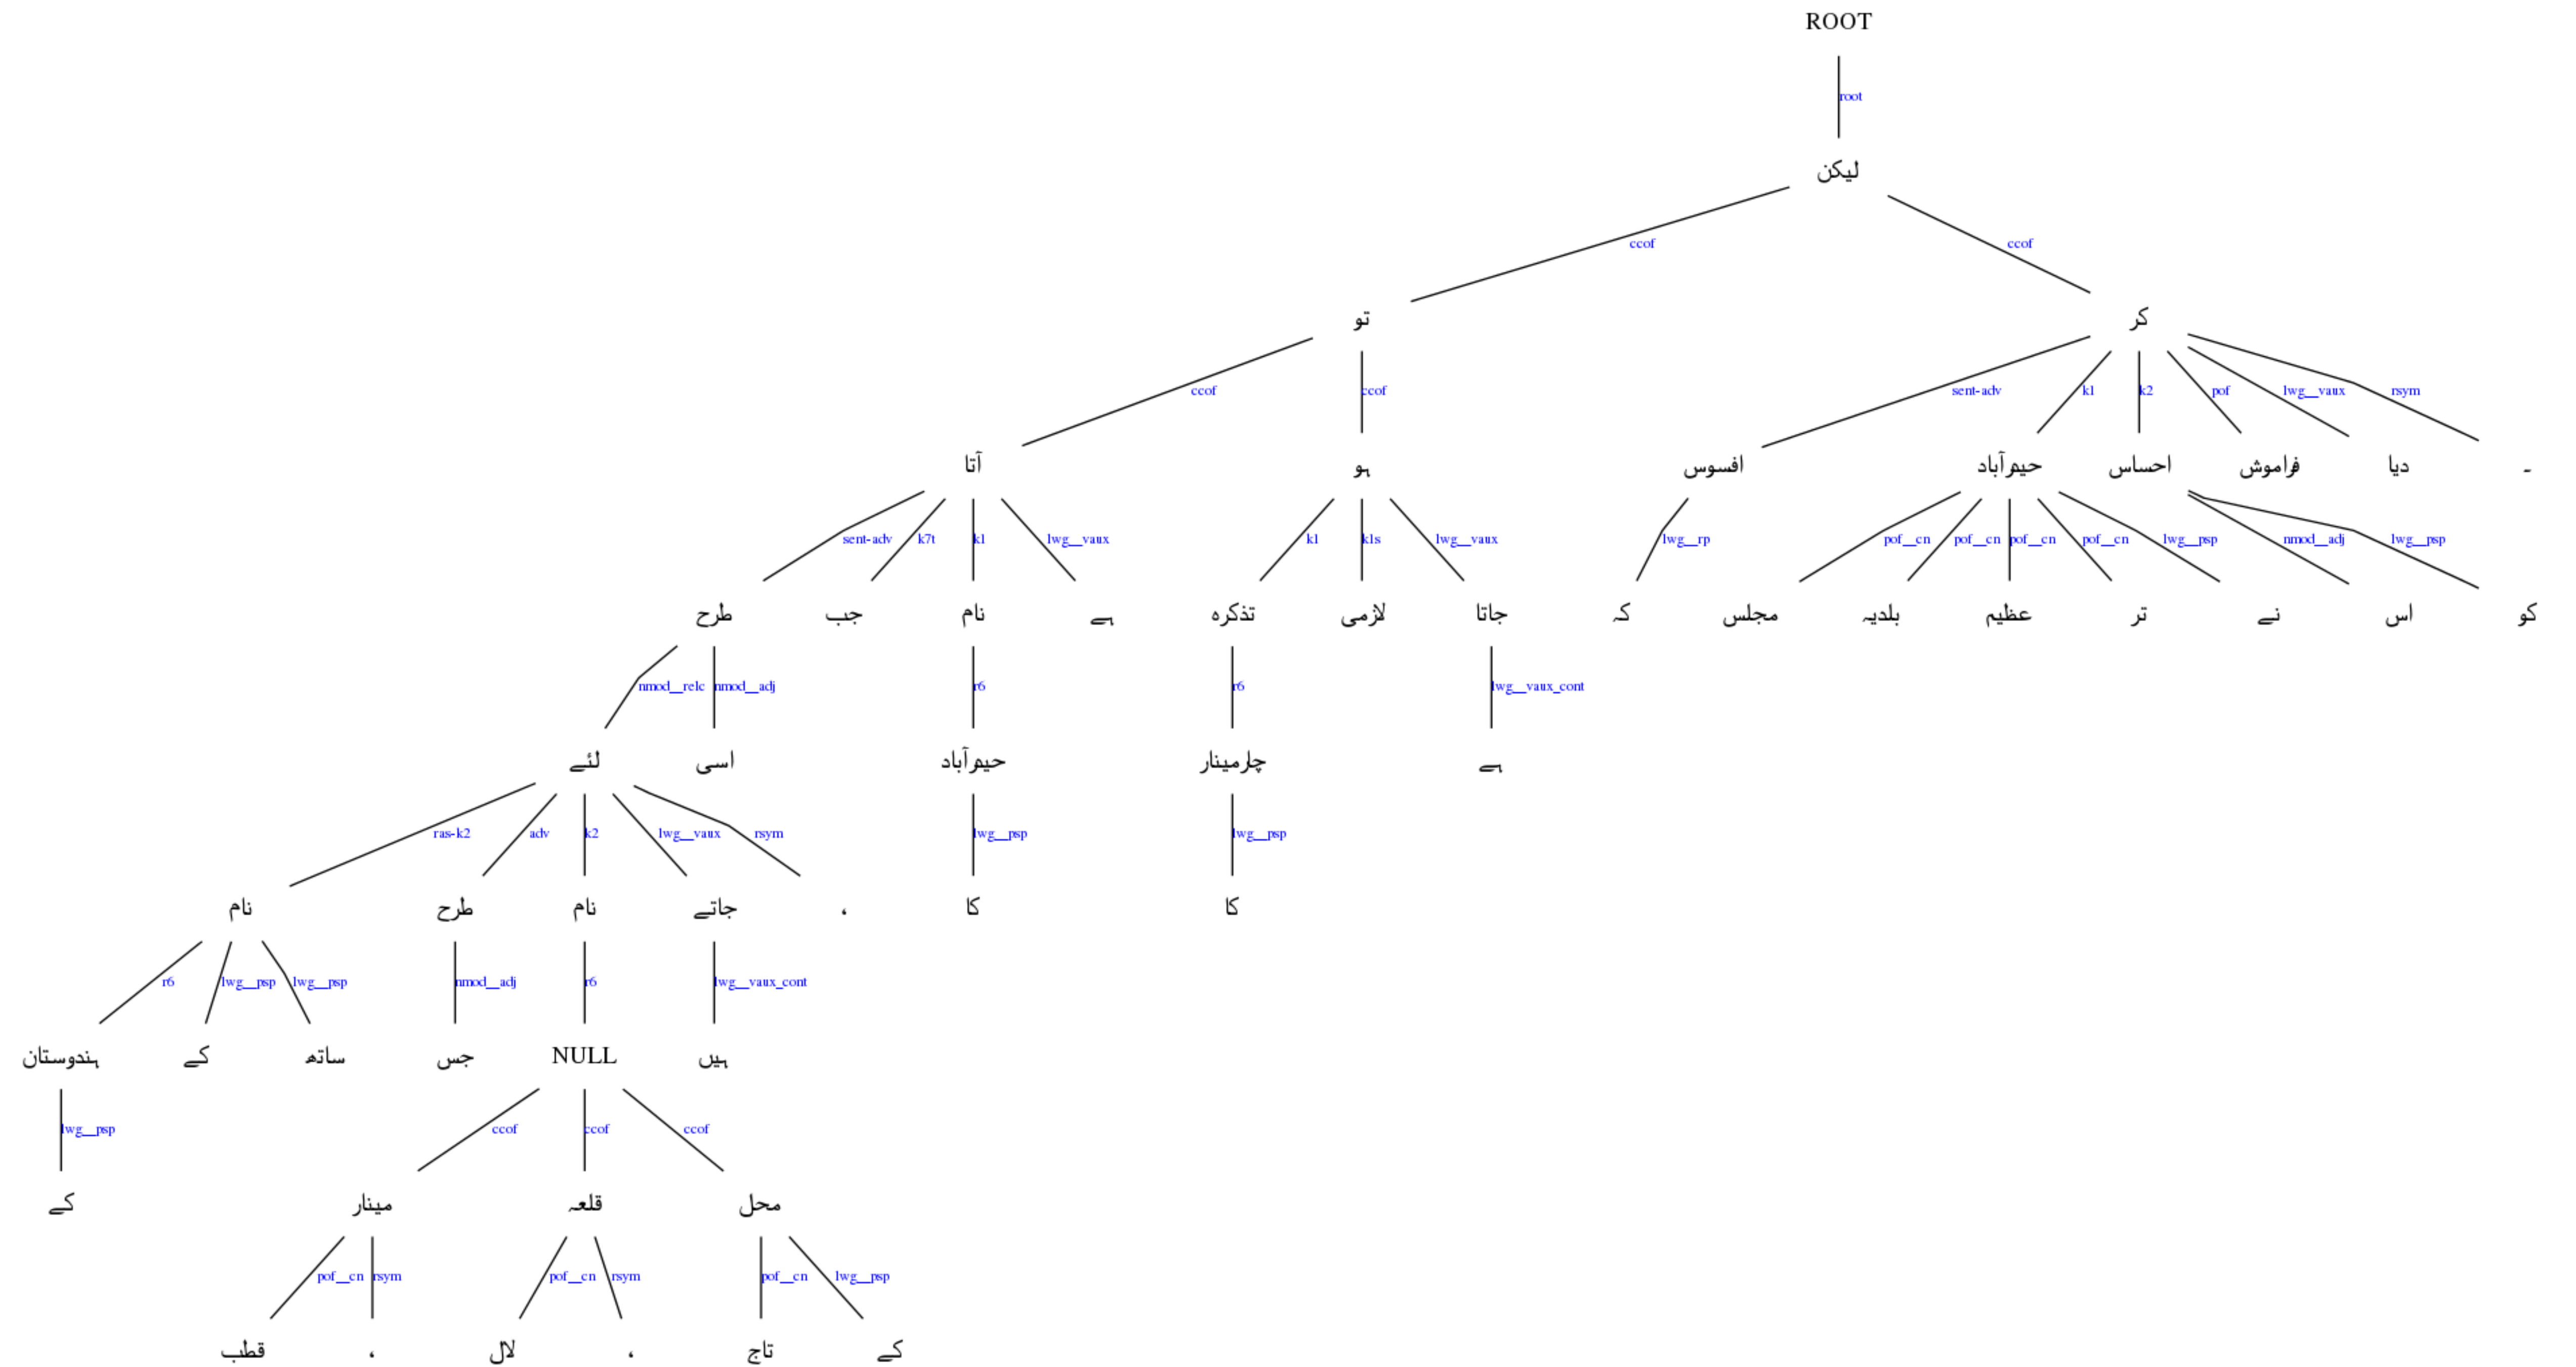 ROOT
root
لیکن
ccof ccof
تو کر
ccof ccof sent-adv k1 k2 pof lwg__vaux rsym
آتا ہو افسوس حیدرآباد احساس فراموش دیا ۔
sent-adv k7t k1 lwg__vaux k1 k1s lwg__vaux lwg__rp pof__cn pof__cn pof__cn pof__cn lwg__psp nmod__adj lwg__psp
طرح جب نام ہے تذکرہ لازمی جاتا کہ مجلس بلدیہ عظیم تر نے اس کو
nmod__relc nmod__adj r6 r6 lwg__vaux_cont
لئے اسی حیدرآباد چارمینار ہے
ras-k2 adv k2 lwg__vaux rsym lwg__psp lwg__psp
نام طرح نام جاتے ، کا کا
r6 lwg__psp lwg__psp nmod__adj r6 lwg__vaux_cont
ہندوستان کے ساتھ جس NULL ہیں
lwg__psp ccof ccof ccof
کے مینار قلعہ محل
pof__cn rsym pof__cn rsym pof__cn lwg__psp
قطب ، لال ، تاج کے